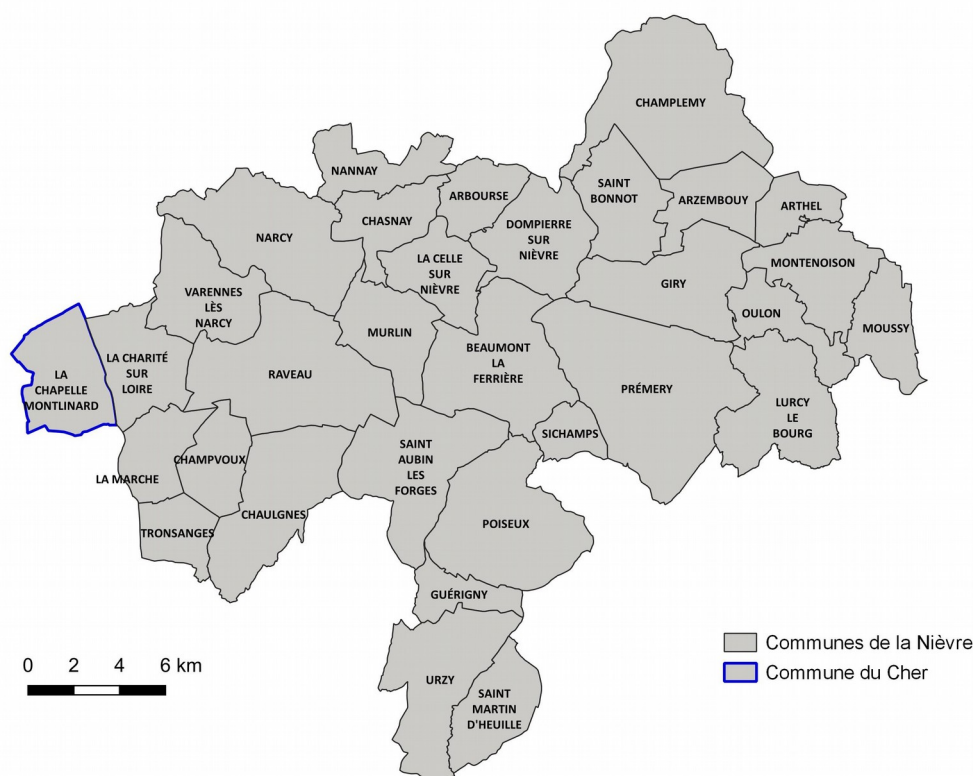 CHAMPLEMY
NANNAY
ARBOURSE
SAINT
BONNOT
ARZEMBOUY
ARTHEL
CHASNAY
NARCY
DOMPIERRE
SUR
NIÈVRE
LA CELLE
SUR
NIÈVRE
GIRY
MONTENOISON
VARENNES
LÈS
NARCY
OULON
MOUSSY
MURLIN
LA CHARITÉ
SUR
LOIRE
BEAUMONT
LA
FERRIÈRE
RAVEAU
LA
CHAPELLE
MONTLINARD
PRÉMERY
LURCY
LE
BOURG
SICHAMPS
SAINT
AUBIN
LES
FORGES
CHAMPVOUX
LA MARCHE
CHAULGNES
POISEUX
TRONSANGES
GUÉRIGNY
URZY
SAINT
MARTIN
D'HEUILLE
0 2 4 6 km
Communes de la Nièvre
Commune du Cher